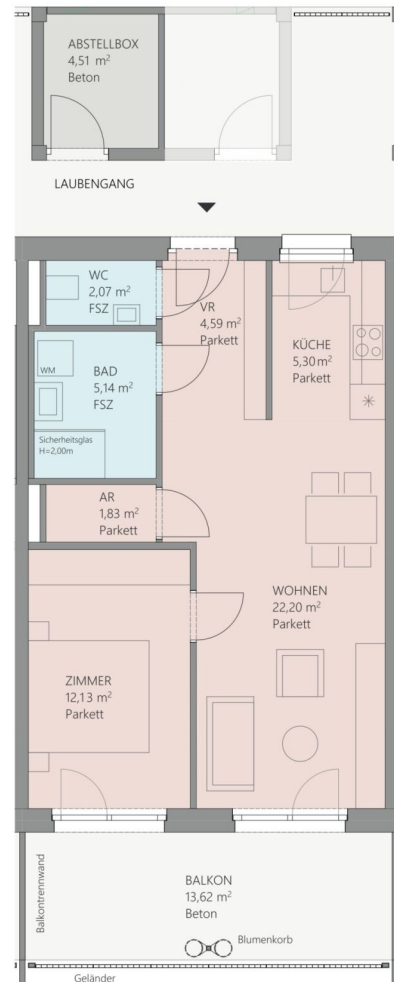 ABSTELLBOX
4,51 m²
Beton
LAUBENGANG
WC
2,07 m²
FSZ
VR
4,59 m²
Parkett
KÜCHE
5,30 m²
Parkett
BAD
5,14 m²
FSZ
WM
Sicherheitsglas
H=2,00m
AR
1,83 m²
Parkett
WOHNEN
22,20 m²
Parkett
ZIMMER
12,13 m²
Parkett
Balkontrennwand
BALKON
13,62 m²
Beton
Blumenkorb
Geländer